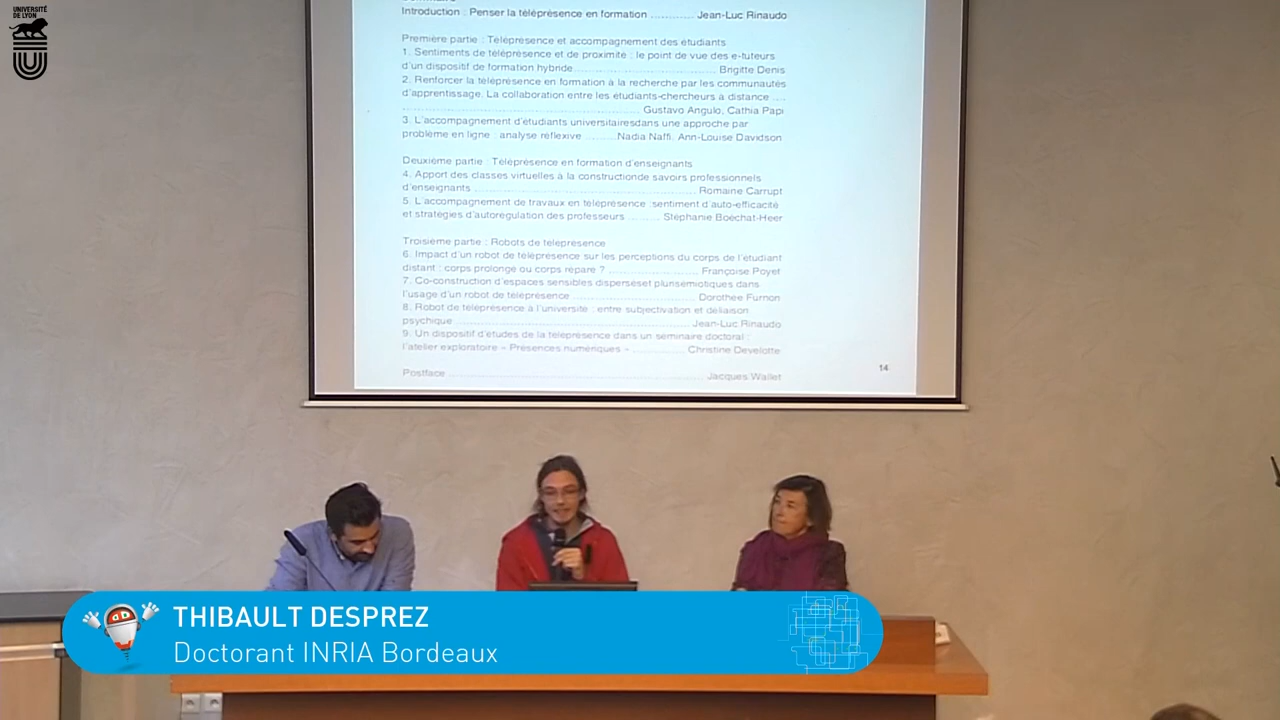 UNIVERSITÉ
DE LYON
Introduction : Penser la téléprésence en formation ............ Jean-Luc Rinaudo
Première partie : Téléprésence et accompagnement des étudiants
1. Sentiments de téléprésence et de proximité : le point de vue des e-tuteurs
d'un dispositif de formation hybride .......................................... Brigitte Denis
2. Renforcer la téléprésence en formation à la recherche par les communautés
d'apprentissage. La collaboration entre les étudiants-chercheurs à distance ....
.......................................................... Gustavo Angulo, Cathia Papi
3. L'accompagnement d'étudiants universitairesdans une approche par
problème en ligne : analyse réflexive ......... Nadia Naffi, Ann-Louise Davidson
Deuxième partie : Téléprésence en formation d'enseignants
4. Apport des classes virtuelles à la constructionde savoirs professionnels
d'enseignants ...................................................... Romaine Carrupt
5. L'accompagnement de travaux en téléprésence :sentiment d'auto-efficacité
et stratégies d'autorégulation des professeurs ......... Stéphanie Boéchat-Heer
Troisième partie : Robots de téléprésence
6. Impact d'un robot de téléprésence sur les perceptions du corps de l'étudiant
distant : corps prolongé ou corps réparé ? ...................... Françoise Poyet
7. Co-construction d'espaces sensibles disperséset plurisémiotiques dans
l'usage d'un robot de téléprésence .............................. Dorothée Furnon
8. Robot de téléprésence à l'université : entre subjectivation et déliaison
psychique .......................................................... Jean-Luc Rinaudo
9. Un dispositif d'études de la téléprésence dans un séminaire doctoral :
l'atelier exploratoire « Présences numériques » ............... Christine Develotte
14
Postface ............................................................ Jacques Wallet
THIBAULT DESPREZ
Doctorant INRIA Bordeaux